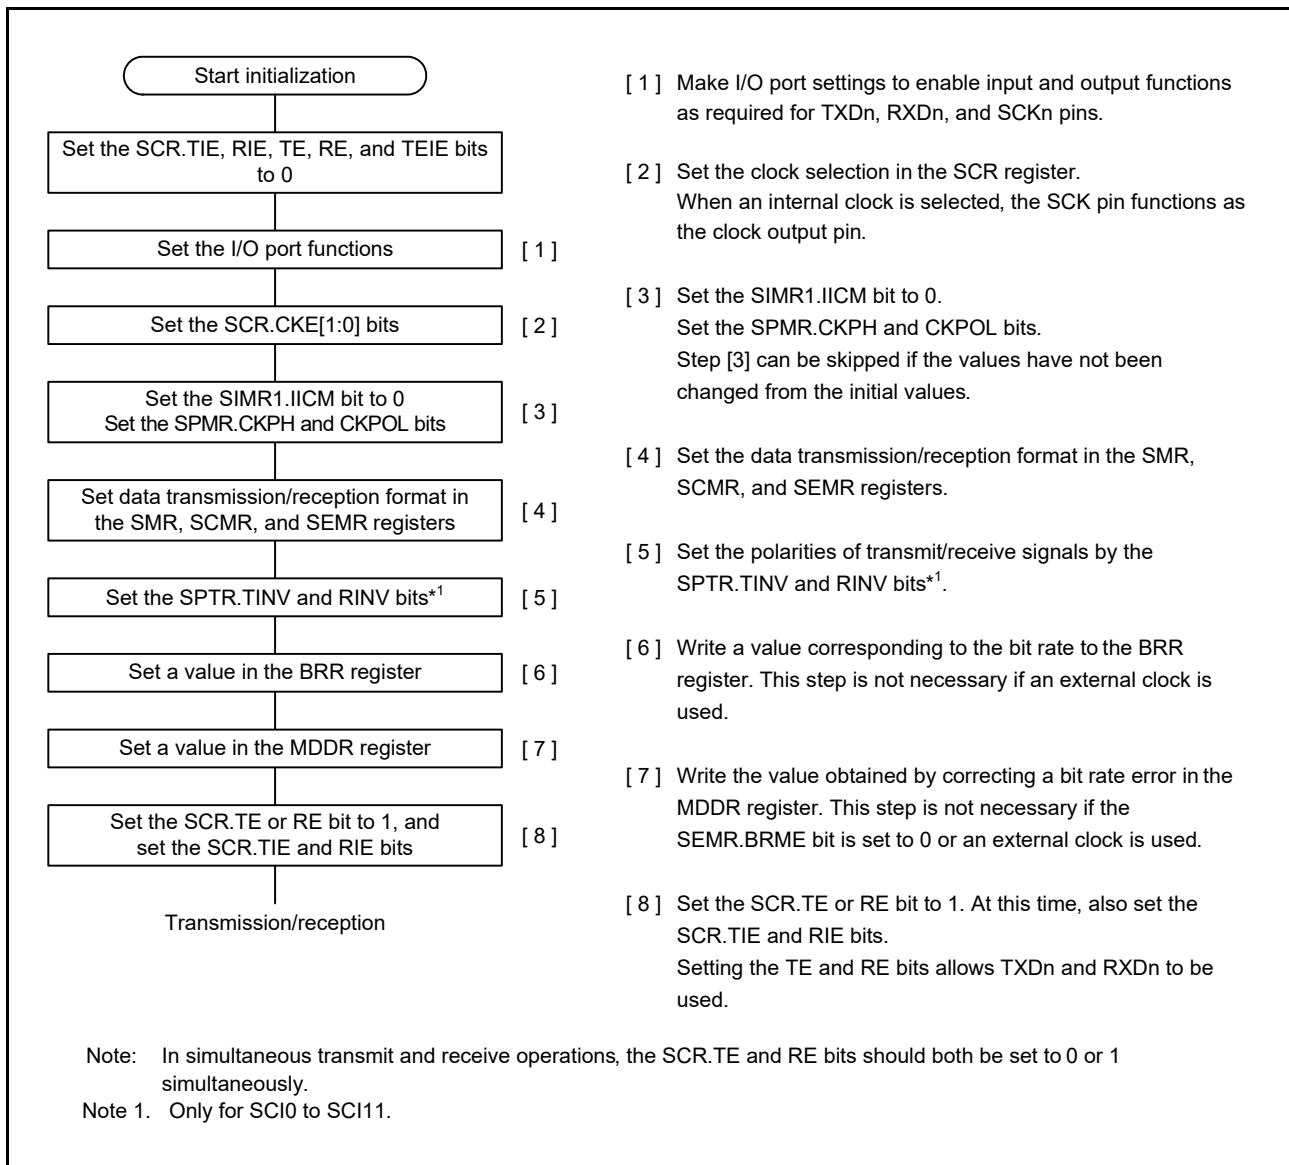 Start initialization
Set the SCR.TIE, RIE, TE, RE, and TEIE bits
to 0
Set the I/O port functions
[ 1 ]
Set the SCR.CKE[1:0] bits
[ 2 ]
Set the SIMR1.IICM bit to 0
Set the SPMR.CKPH and CKPOL bits
[ 3 ]
Set data transmission/reception format in
the SMR, SCMR, and SEMR registers
[ 4 ]
Set the SPTR.TINV and RINV bits*1
[ 5 ]
Set a value in the BRR register
[ 6 ]
Set a value in the MDDR register
[ 7 ]
Set the SCR.TE or RE bit to 1, and
set the SCR.TIE and RIE bits
[ 8 ]
Transmission/reception
[ 1 ] Make I/O port settings to enable input and output functions
as required for TXDn, RXDn, and SCKn pins.
[ 2 ] Set the clock selection in the SCR register.
When an internal clock is selected, the SCK pin functions as
the clock output pin.
[ 3 ] Set the SIMR1.IICM bit to 0.
Set the SPMR.CKPH and CKPOL bits.
Step [3] can be skipped if the values have not been
changed from the initial values.
[ 4 ] Set the data transmission/reception format in the SMR,
SCMR, and SEMR registers.
[ 5 ] Set the polarities of transmit/receive signals by the
SPTR.TINV and RINV bits*1.
[ 6 ] Write a value corresponding to the bit rate to the BRR
register. This step is not necessary if an external clock is
used.
[ 7 ] Write the value obtained by correcting a bit rate error in the
MDDR register. This step is not necessary if the
SEMR.BRME bit is set to 0 or an external clock is used.
[ 8 ] Set the SCR.TE or RE bit to 1. At this time, also set the
SCR.TIE and RIE bits.
Setting the TE and RE bits allows TXDn and RXDn to be
used.
Note: In simultaneous transmit and receive operations, the SCR.TE and RE bits should both be set to 0 or 1
simultaneously.
Note 1. Only for SCI0 to SCI11.